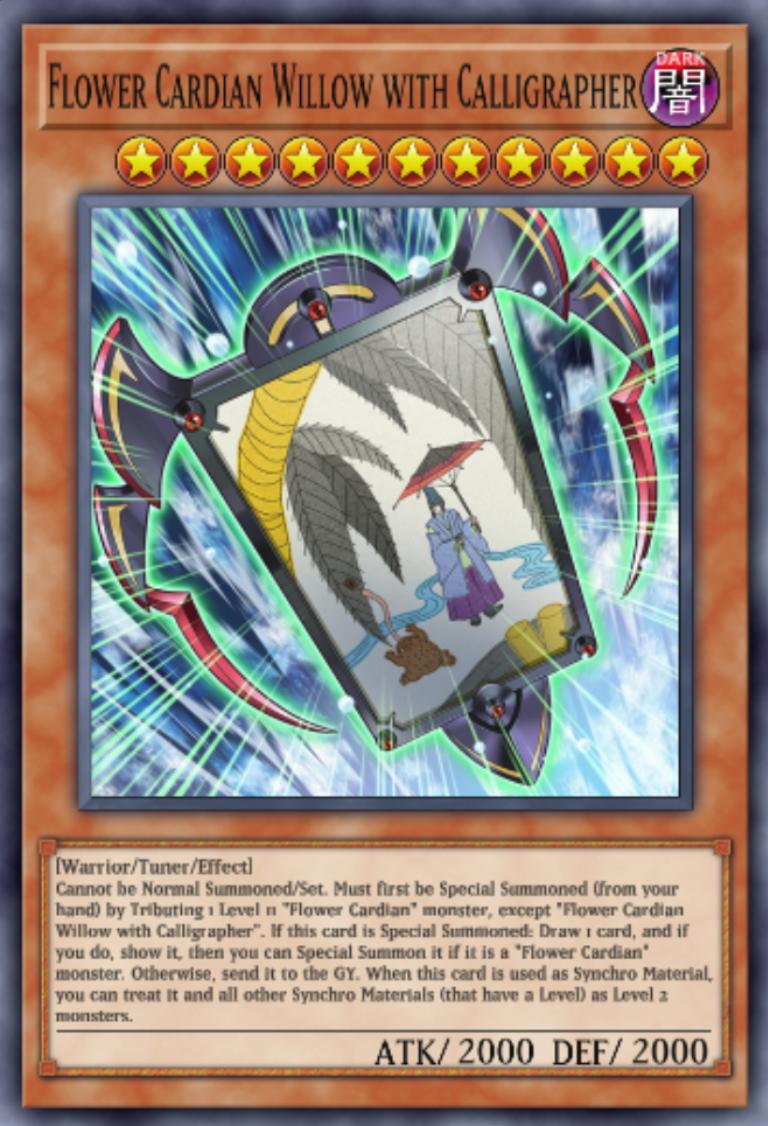 FLOWER CARDIAN WILLOW WITH CALLIGRAPHER
DARK
闇
[Warrior/Tuner/Effect]
Cannot be Normal Summoned/Set. Must first be Special Summoned (from your
hand) by Tributing 1 Level 11 "Flower Cardian" monster, except "Flower Cardian
Willow with Calligrapher". If this card is Special Summoned: Draw 1 card, and if
you do, show it, then you can Special Summon it if it is a "Flower Cardian"
monster. Otherwise, send it to the GY. When this card is used as Synchro Material,
you can treat it and all other Synchro Materials (that have a Level) as Level 2
monsters.
ATK/ 2000 DEF/ 2000